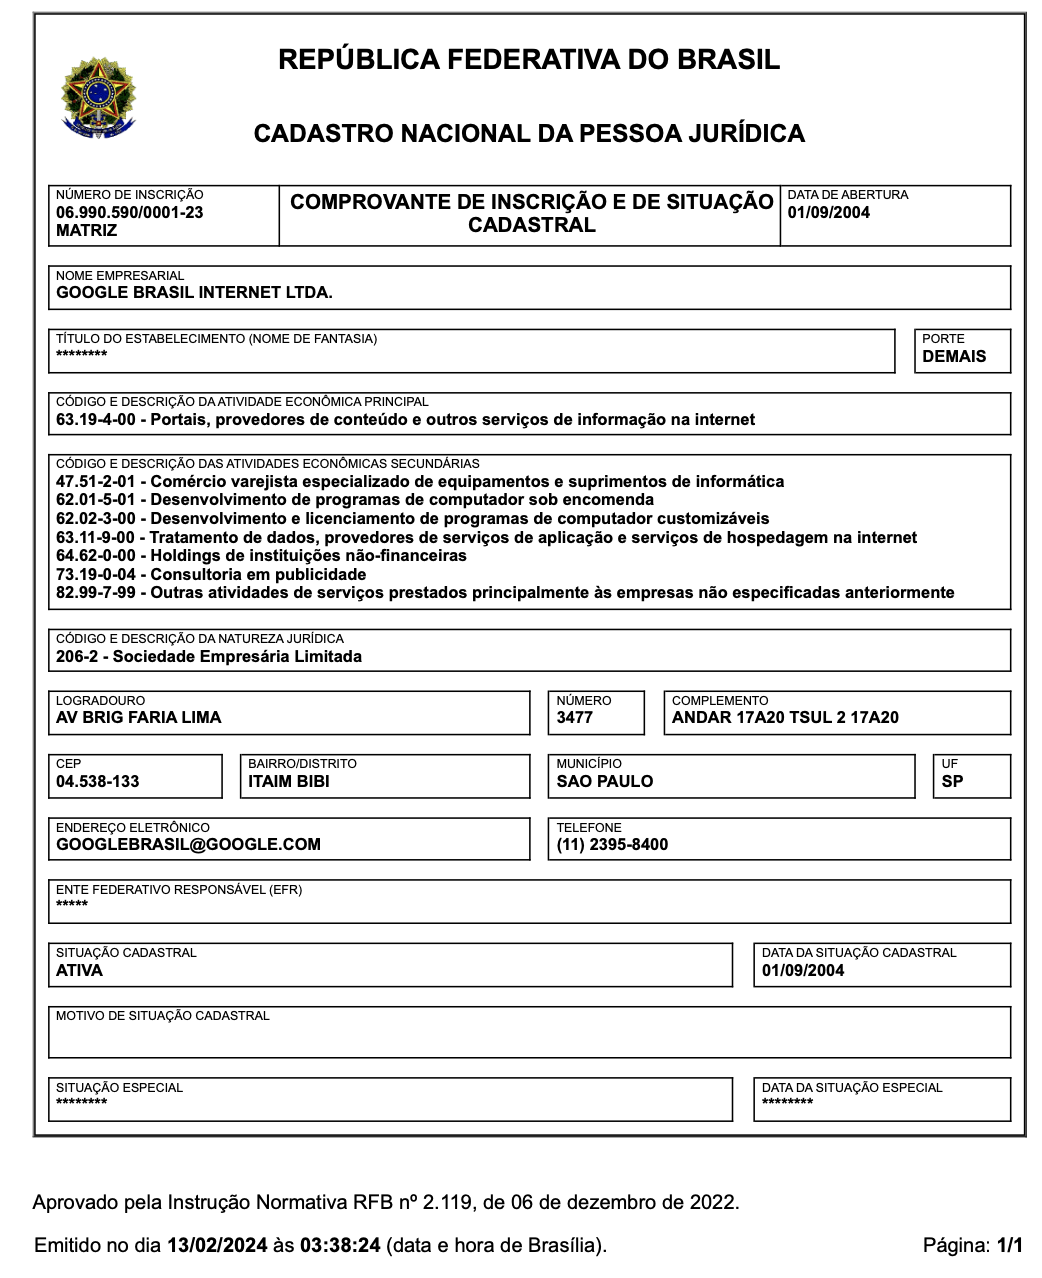 REPÚBLICA FEDERATIVA DO BRASIL
CADASTRO NACIONAL DA PESSOA JURÍDICA
NÚMERO DE INSCRIÇÃO
06.990.590/0001-23
MATRIZ
COMPROVANTE DE INSCRIÇÃO E DE SITUAÇÃO
CADASTRAL
DATA DE ABERTURA
01/09/2004
NOME EMPRESARIAL
GOOGLE BRASIL INTERNET LTDA.
TÍTULO DO ESTABELECIMENTO (NOME DE FANTASIA)
********
PORTE
DEMAIS
CÓDIGO E DESCRIÇÃO DA ATIVIDADE ECONÔMICA PRINCIPAL
63.19-4-00 - Portais, provedores de conteúdo e outros serviços de informação na internet
CÓDIGO E DESCRIÇÃO DAS ATIVIDADES ECONÔMICAS SECUNDÁRIAS
47.51-2-01 - Comércio varejista especializado de equipamentos e suprimentos de informática
62.01-5-01 - Desenvolvimento de programas de computador sob encomenda
62.02-3-00 - Desenvolvimento e licenciamento de programas de computador customizáveis
63.11-9-00 - Tratamento de dados, provedores de serviços de aplicação e serviços de hospedagem na internet
64.62-0-00 - Holdings de instituições não-financeiras
73.19-0-04 - Consultoria em publicidade
82.99-7-99 - Outras atividades de serviços prestados principalmente às empresas não especificadas anteriormente
CÓDIGO E DESCRIÇÃO DA NATUREZA JURÍDICA
206-2 - Sociedade Empresária Limitada
LOGRADOURO
AV BRIG FARIA LIMA
NÚMERO
3477
COMPLEMENTO
ANDAR 17A20 TSUL 2 17A20
CEP
04.538-133
BAIRRO/DISTRITO
ITAIM BIBI
MUNICÍPIO
SAO PAULO
UF
SP
ENDEREÇO ELETRÔNICO
GOOGLEBRASIL@GOOGLE.COM
TELEFONE
(11) 2395-8400
ENTE FEDERATIVO RESPONSÁVEL (EFR)
*****
SITUAÇÃO CADASTRAL
ATIVA
DATA DA SITUAÇÃO CADASTRAL
01/09/2004
MOTIVO DE SITUAÇÃO CADASTRAL
SITUAÇÃO ESPECIAL
********
DATA DA SITUAÇÃO ESPECIAL
********
Aprovado pela Instrução Normativa RFB nº 2.119, de 06 de dezembro de 2022.
Emitido no dia 13/02/2024 às 03:38:24 (data e hora de Brasília).
Página: 1/1